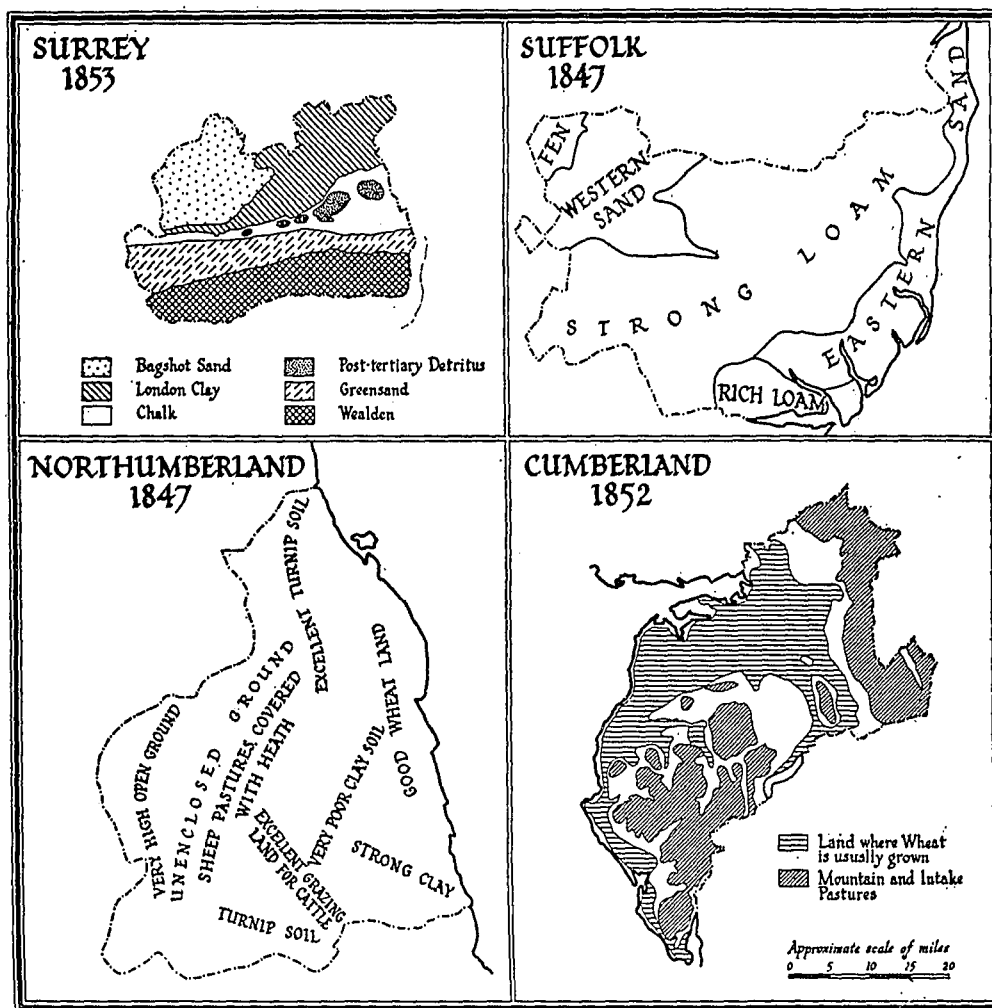 SURREY
1853
Bagshot Sand
London Clay
Chalk
Post-tertiary Detritus
Greensand
Wealden
SUFFOLK
1847
FEN
WESTERN
SAND
STRONG LOAM
EASTERN SAND
RICH LOAM
NORTHUMBERLAND
1847
EXCELLENT TURNIP SOIL
GOOD WHEAT LAND
VERY HIGH OPEN GROUND
UNENCLOSED GROUND
SHEEP PASTURES, COVERED
WITH HEATH
VERY POOR CLAY SOIL
EXCELLENT GRAZING
LAND FOR CATTLE
STRONG CLAY
TURNIP SOIL
CUMBERLAND
1852
Land where Wheat
is usually grown
Mountain and Intake
Pastures
Approximate scale of miles
0 5 10 15 20